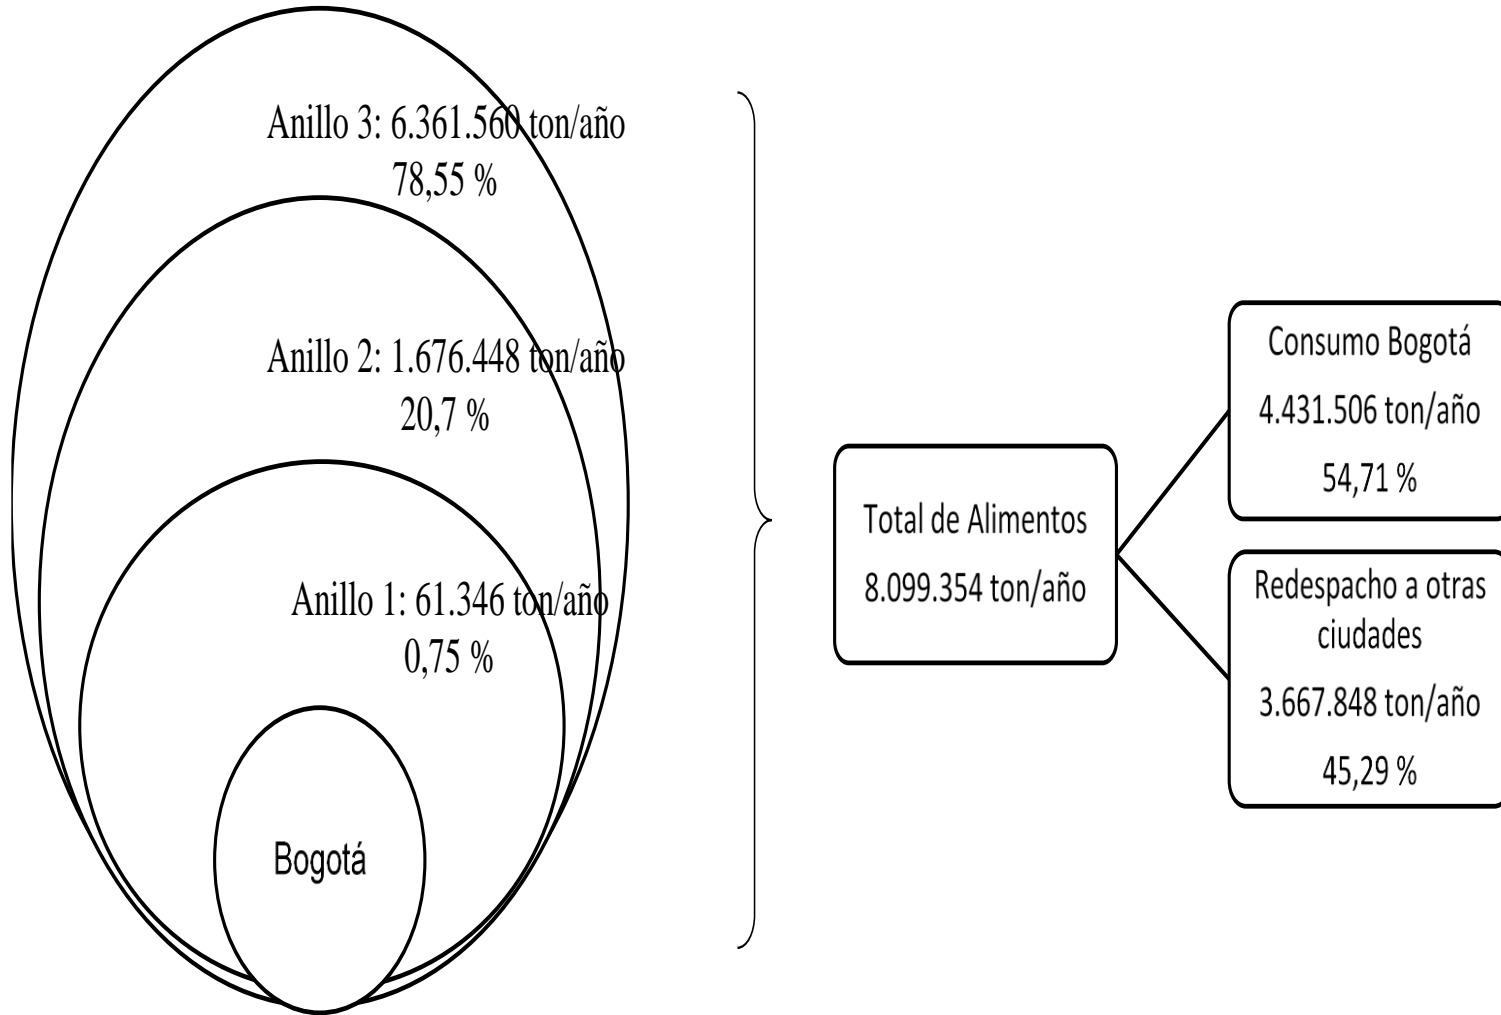 Anillo 3: 6.361.560 ton/año
78,55 %
Anillo 2: 1.676.448 ton/año
20,7 %
Anillo 1: 61.346 ton/año
0,75 %
Bogotá
Total de Alimentos
8.099.354 ton/año
Consumo Bogotá
4.431.506 ton/año
54,71 %
Redespacho a otras
ciudades
3.667.848 ton/año
45,29 %